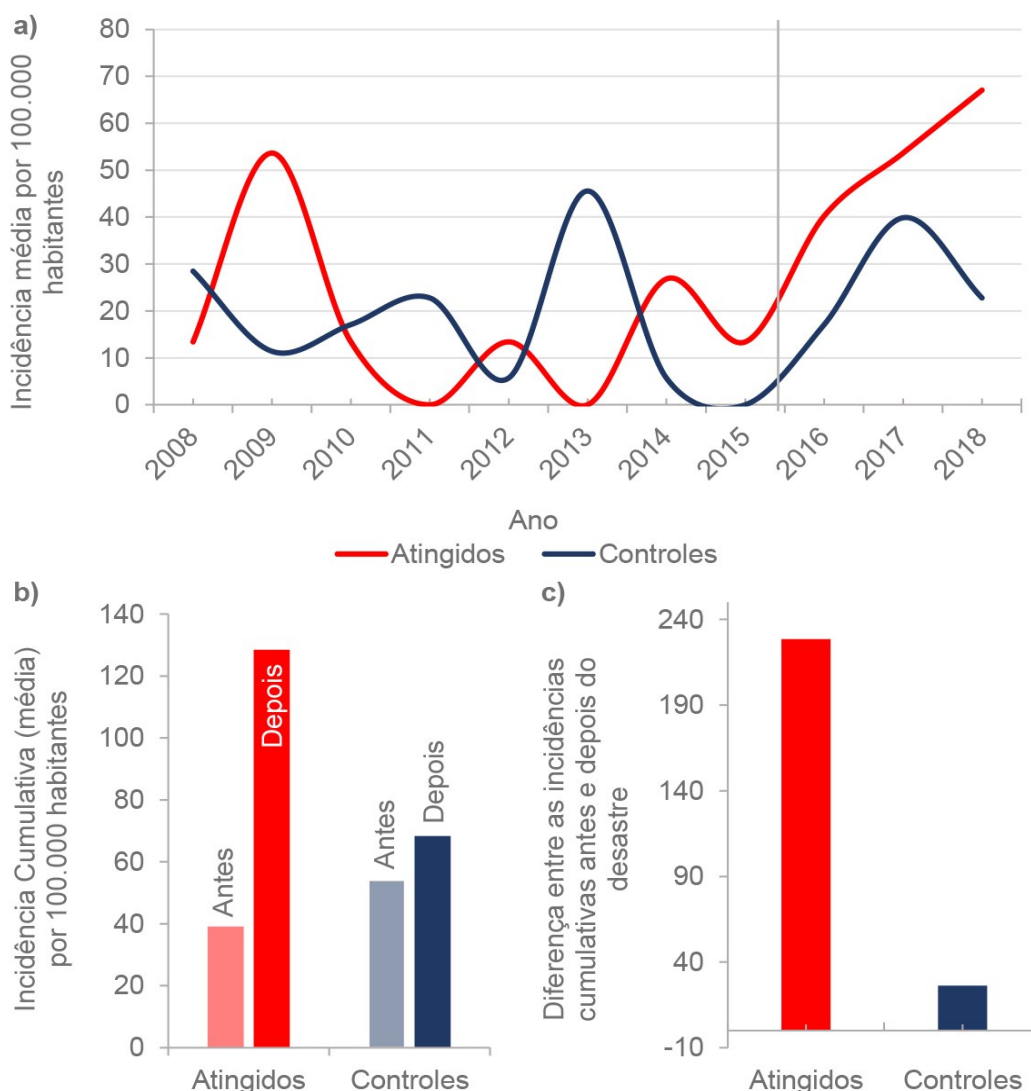 a)
Incidência média por 100.000
habitantes
80
70
60
50
40
30
20
10
0
2008
2009
2010
2011
2012
2013
2014
2015
2016
2017
2018
Ano
Atingidos
Controles
b)
Incidência Cumulativa (média)
por 100.000 habitantes
140
120
100
80
60
40
20
0
Antes
Depois
Antes
Depois
Atingidos
Controles
c)
Diferença entre as incidências
cumulativas antes e depois do
desastre
240
190
140
90
40
-10
Atingidos
Controles